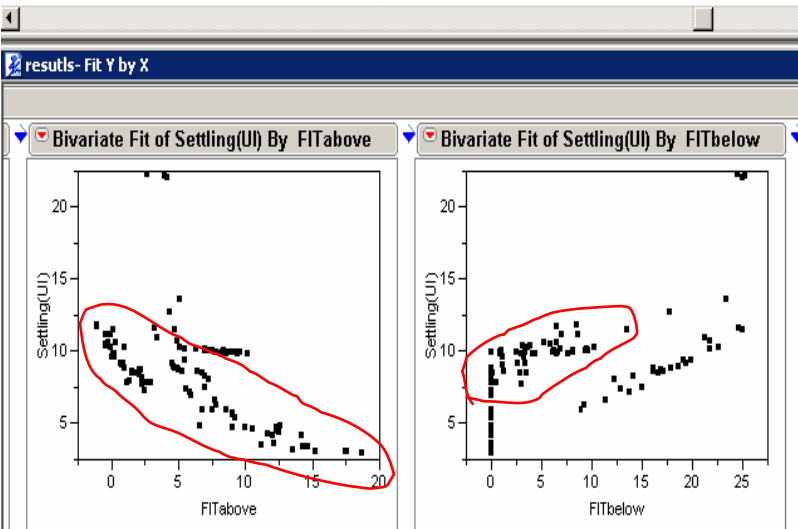 resutls- Fit Y by X
Bivariate Fit of Settling(UI) By FITabove
Bivariate Fit of Settling(UI) By FITbelow
Settling(UI)
20
15
10
5
0
5
10
15
20
FITabove
Settling(UI)
20
15
10
5
0
5
10
15
20
25
FITbelow